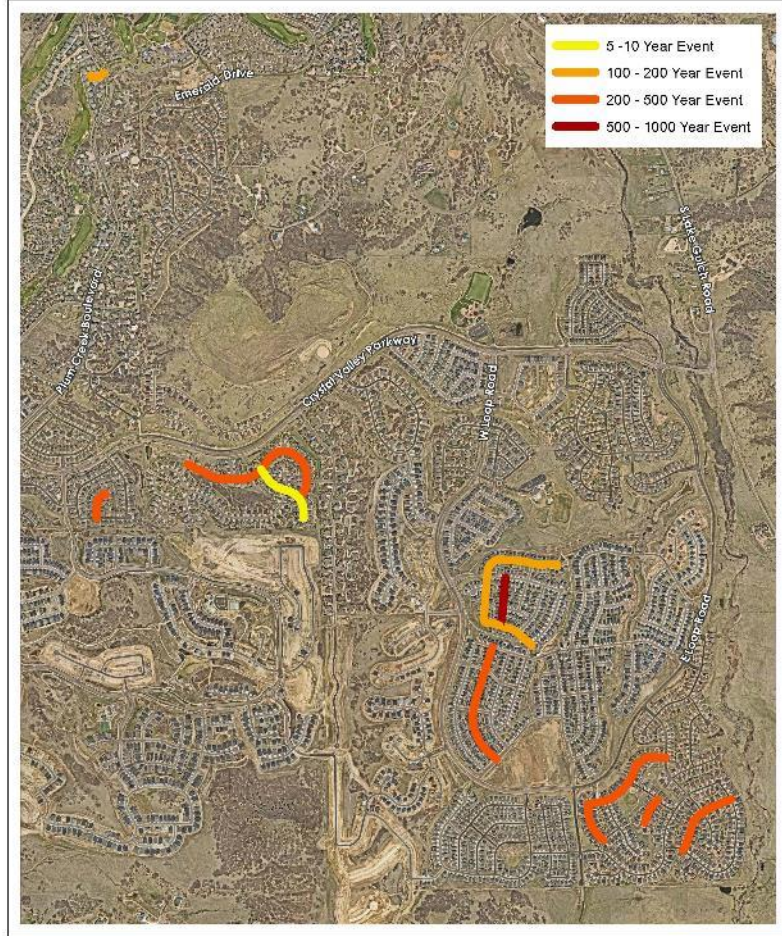 5 -10 Year Event
100 - 200 Year Event
200 - 500 Year Event
500 - 1000 Year Event
Emerald Drive
Snake Gulch Road
Plum Creek Boulevard
Crystal Valley Parkway
W Loop Road
E Loop Road